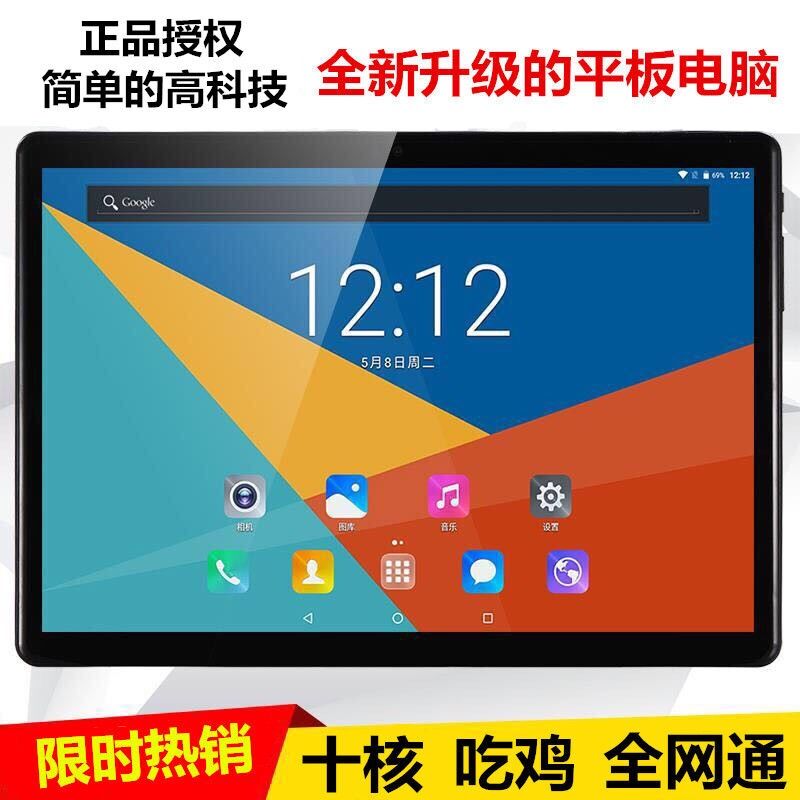 正品授权
简单的高科技
全新升级的平板电脑
69% 12:12
Google
12:12
5月8日周二
相机
图库
音乐
设置
限时热销
十核 吃鸡 全网通